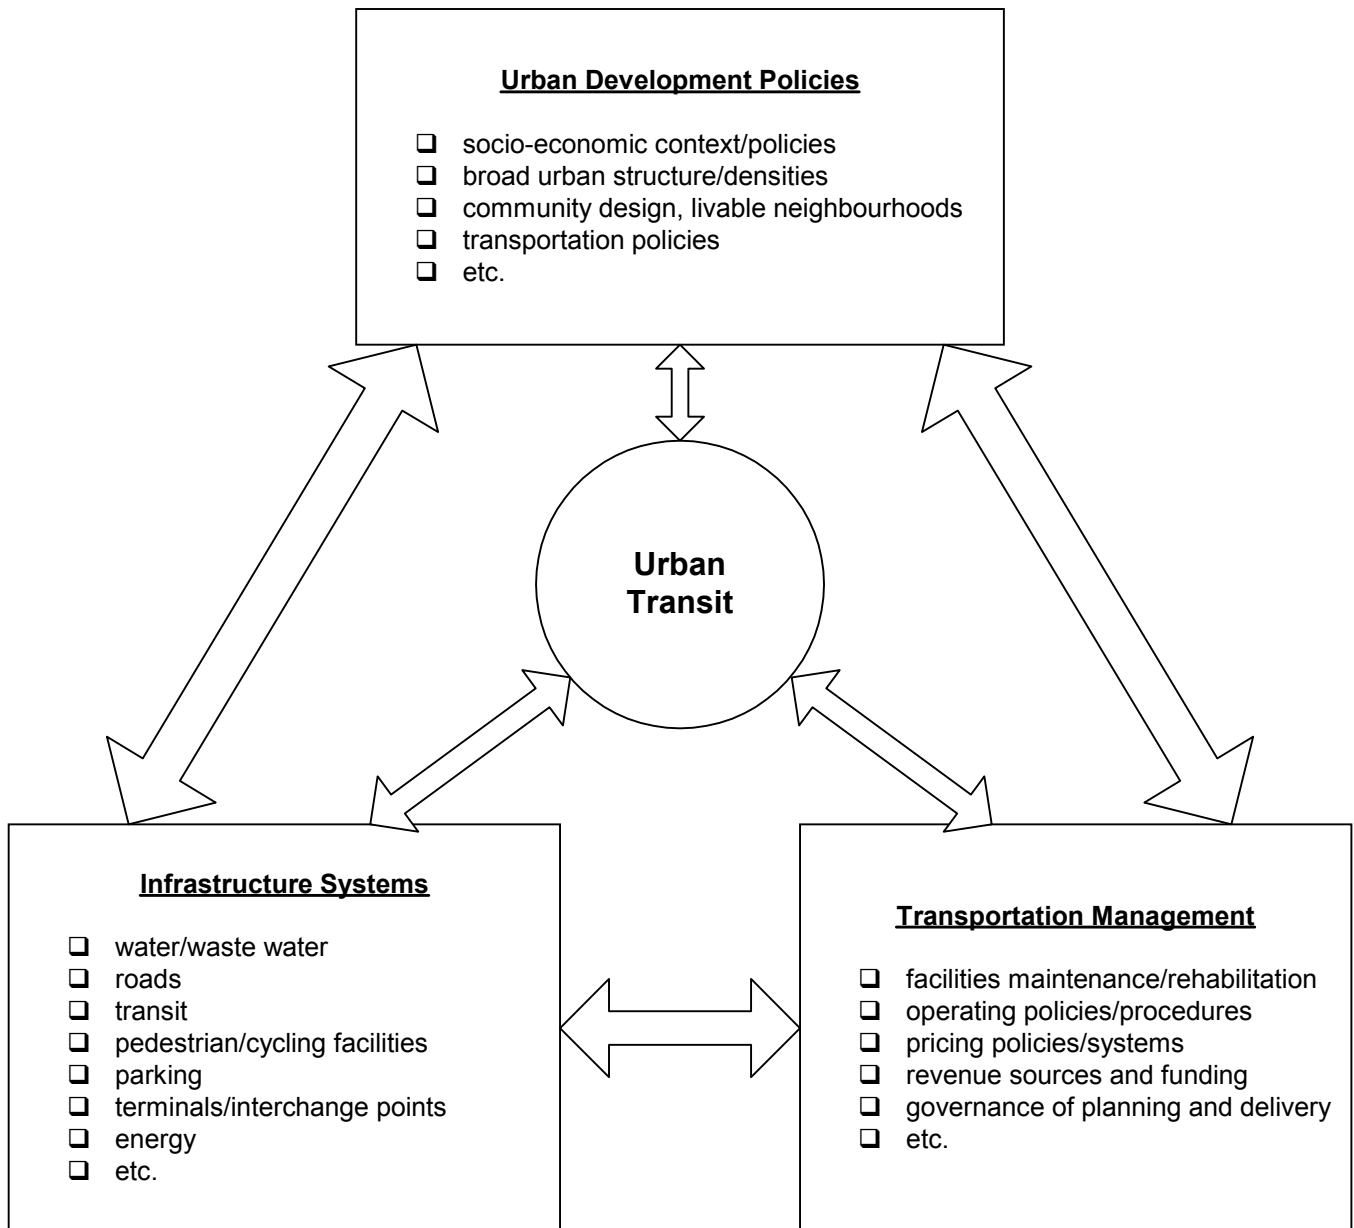 Urban Development Policies
❑ socio-economic context/policies
❑ broad urban structure/densities
❑ community design, livable neighbourhoods
❑ transportation policies
❑ etc.
Urban
Transit
Infrastructure Systems
❑ water/waste water
❑ roads
❑ transit
❑ pedestrian/cycling facilities
❑ parking
❑ terminals/interchange points
❑ energy
❑ etc.
Transportation Management
❑ facilities maintenance/rehabilitation
❑ operating policies/procedures
❑ pricing policies/systems
❑ revenue sources and funding
❑ governance of planning and delivery
❑ etc.